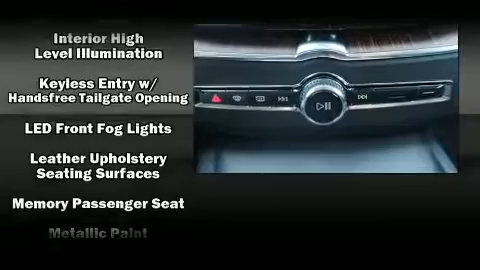 Interior High
Level Illumination
Keyless Entry w/
Handsfree Tailgate Opening
LED Front Fog Lights
Leather Upholstery
Seating Surfaces
Memory Passenger Seat
Metallic Paint